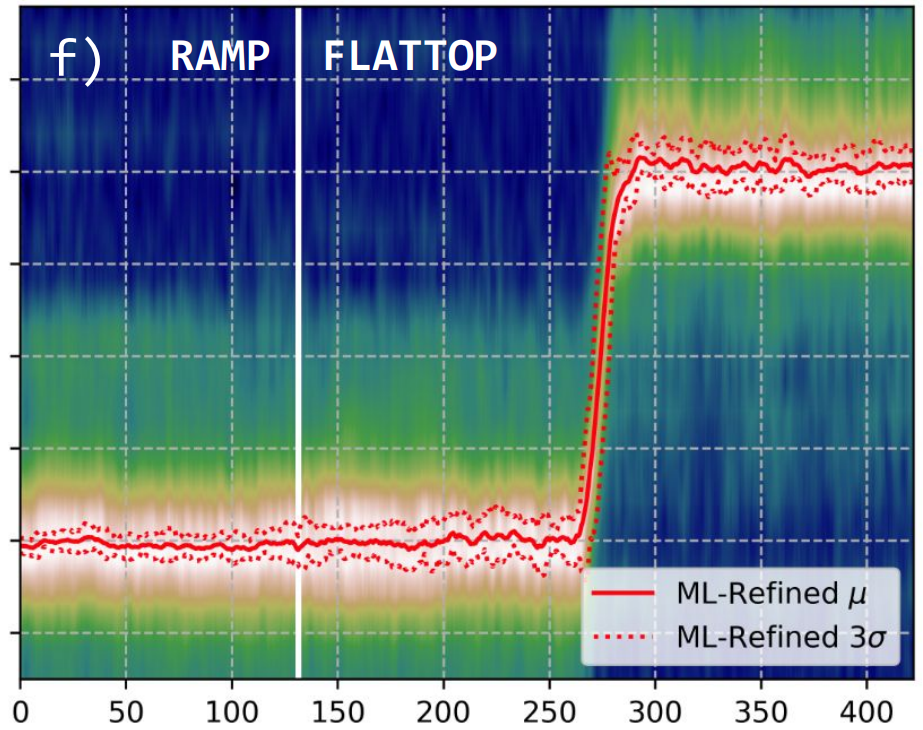 f) RAMP FLATTOP
ML-Refined μ
ML-Refined 3σ
0 50 100 150 200 250 300 350 400